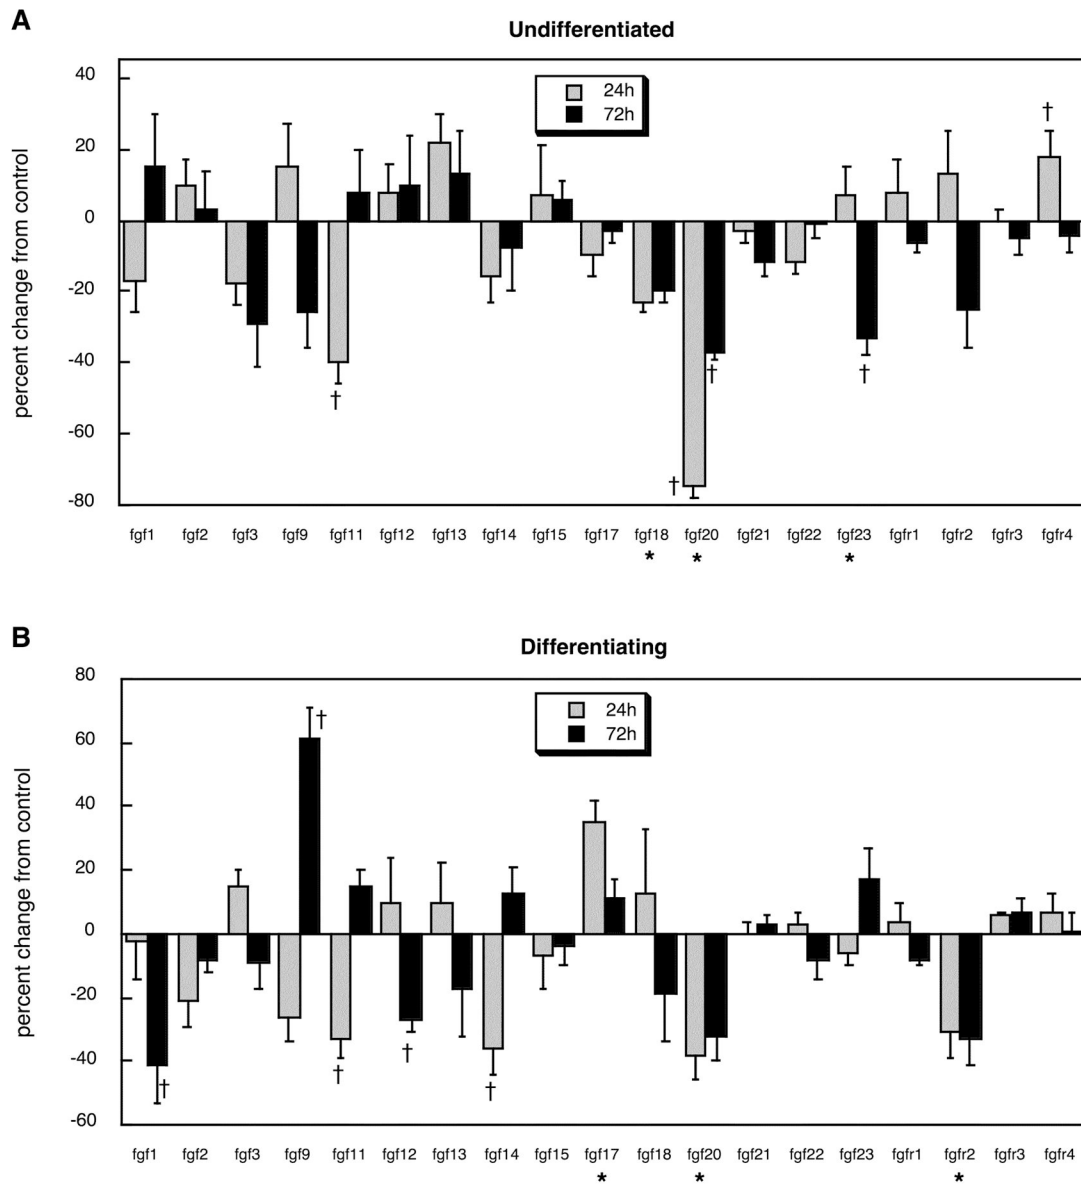 A
Undifferentiated
24h
72h
percent change from control
40
20
0
-20
-40
-60
-80
†
†
†
†
†
fgf1 fgf2 fgf3 fgf9 fgf11 fgf12 fgf13 fgf14 fgf15 fgf17 fgf18 fgf20 fgf21 fgf22 fgf23 fgfr1 fgfr2 fgfr3 fgfr4
* * *
B
Differentiating
24h
72h
percent change from control
80
60
40
20
0
-20
-40
-60
†
†
†
†
†
fgf1 fgf2 fgf3 fgf9 fgf11 fgf12 fgf13 fgf14 fgf15 fgf17 fgf18 fgf20 fgf21 fgf22 fgf23 fgfr1 fgfr2 fgfr3 fgfr4
* * *